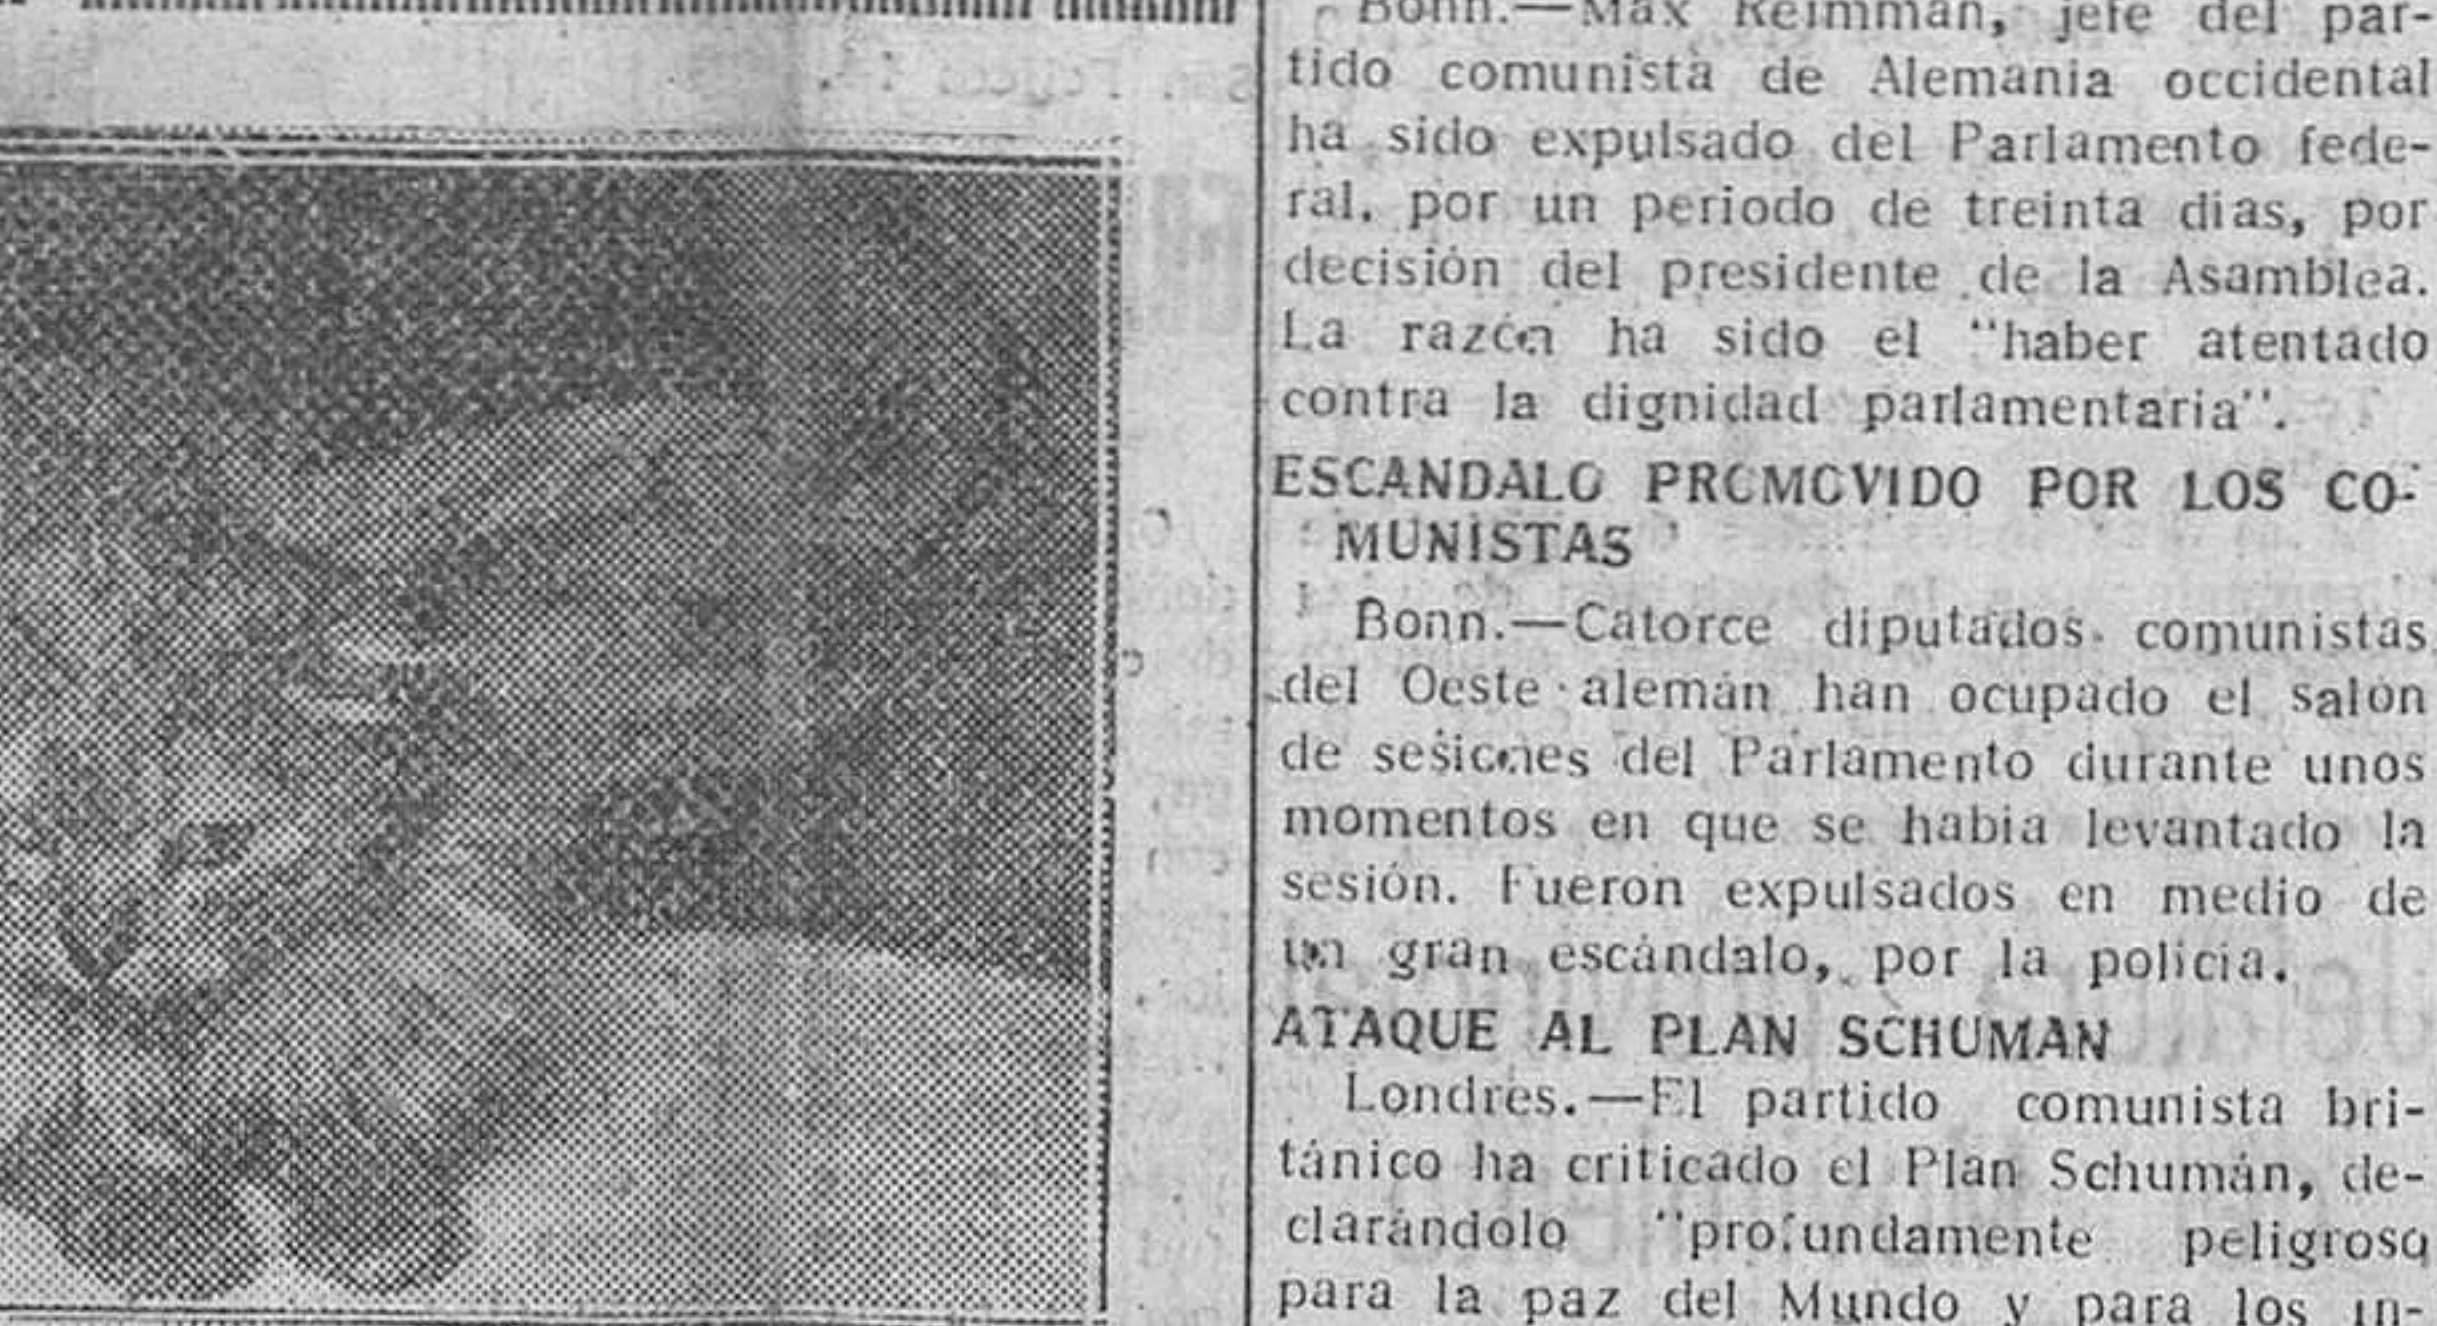 Bonn.—Max Reimman, jefe del par-
tido comunista de Alemania occidental
ha sido expulsado del Parlamento fede-
ral, por un periodo de treinta dias, por
decisión del presidente de la Asamblea.
La razón ha sido el "haber atentado
contra la dignidad parlamentaria".
ESCANDALO PROMOVIDO POR LOS CO-
MUNISTAS
Bonn.—Catorce diputados comunistas
del Oeste alemán han ocupado el salón
de sesiones del Parlamento durante unos
momentos en que se habia levantado la
sesión. Fueron expulsados en medio de
un gran escándalo, por la policía.
ATAQUE AL PLAN SCHUMAN
Londres.—El partido comunista bri-
tánico ha criticado el Plan Schumán, de-
clarándolo "profundamente peligroso
para la paz del Mundo y para los in-